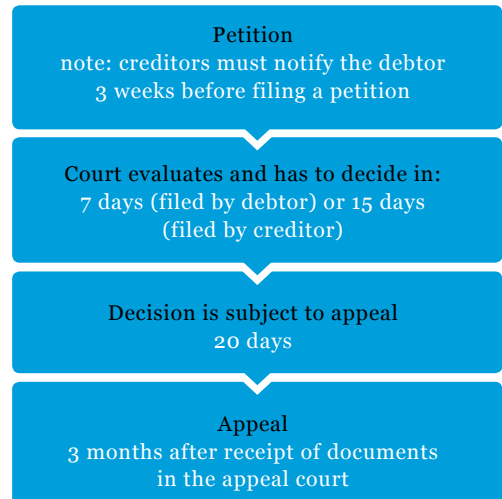 Petition
note: creditors must notify the debtor
3 weeks before filing a petition
Court evaluates and has to decide in:
7 days (filed by debtor) or 15 days
(filed by creditor)
Decision is subject to appeal
20 days
Appeal
3 months after receipt of documents
in the appeal court